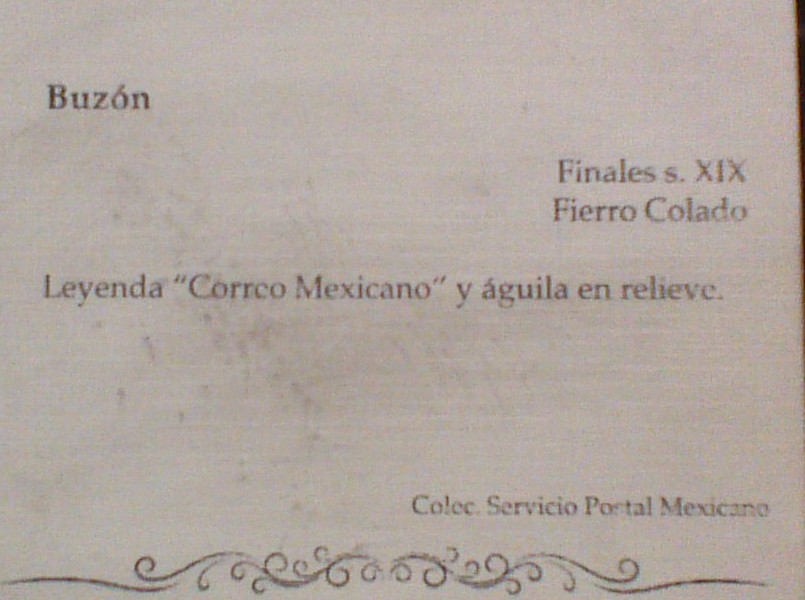 Buzón
Finales s. XIX
Fierro Colado
Leyenda “Correo Mexicano” y águila en relieve.
Colec. Servicio Postal Mexicano